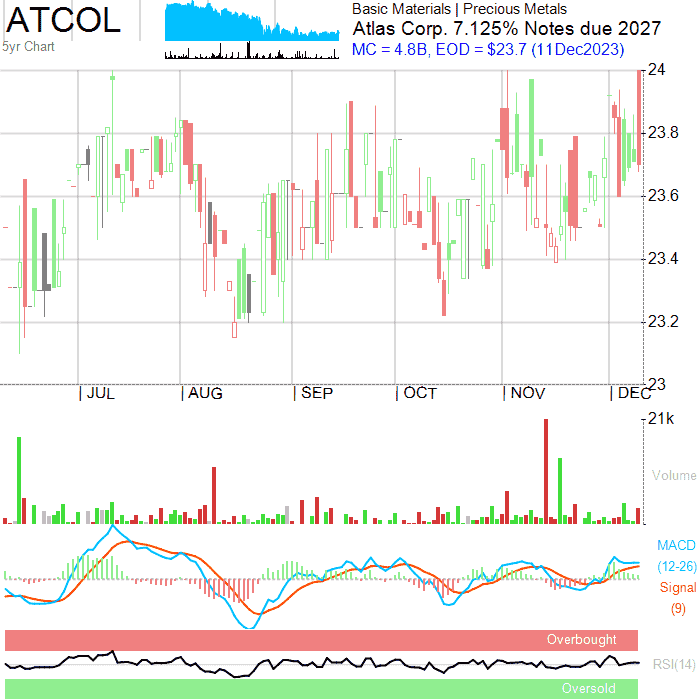 ATCOL
5yr Chart
Basic Materials | Precious Metals
Atlas Corp. 7.125% Notes due 2027
MC = 4.8B, EOD = $23.7 (11Dec2023)
24
23.8
23.6
23.4
23.2
23
| JUL | AUG | SEP | OCT | NOV | DEC
21k
Volume
MACD
(12-26)
Signal
(9)
Overbought
RSI(14)
Oversold